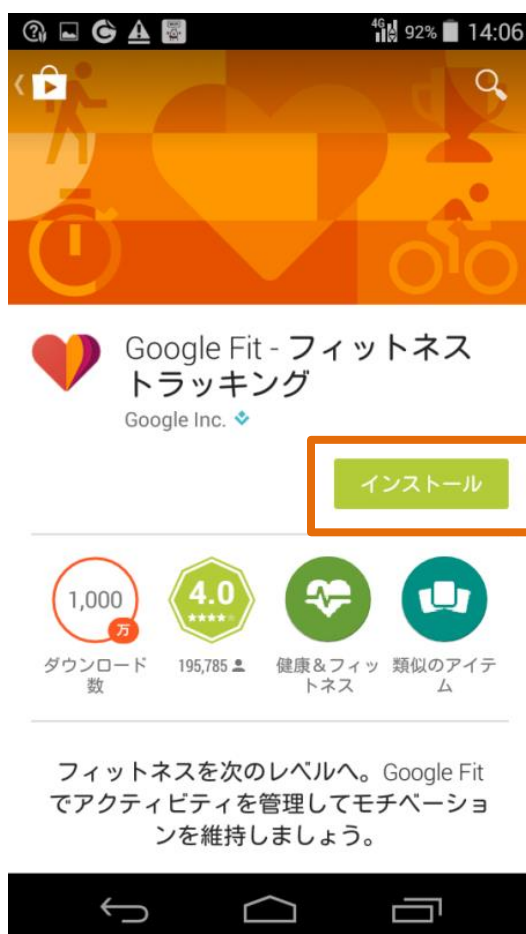 4G 92% 14:06
Google Fit - フィットネス
トラッキング
Google Inc.
インストール
1,000
万
4.0
ダウンロード
数
195,785
健康&フィッ
トネス
類似のアイテ
ム
フィットネスを次のレベルへ。Google Fit
でアクティビティを管理してモチベーショ
ンを維持しましょう。